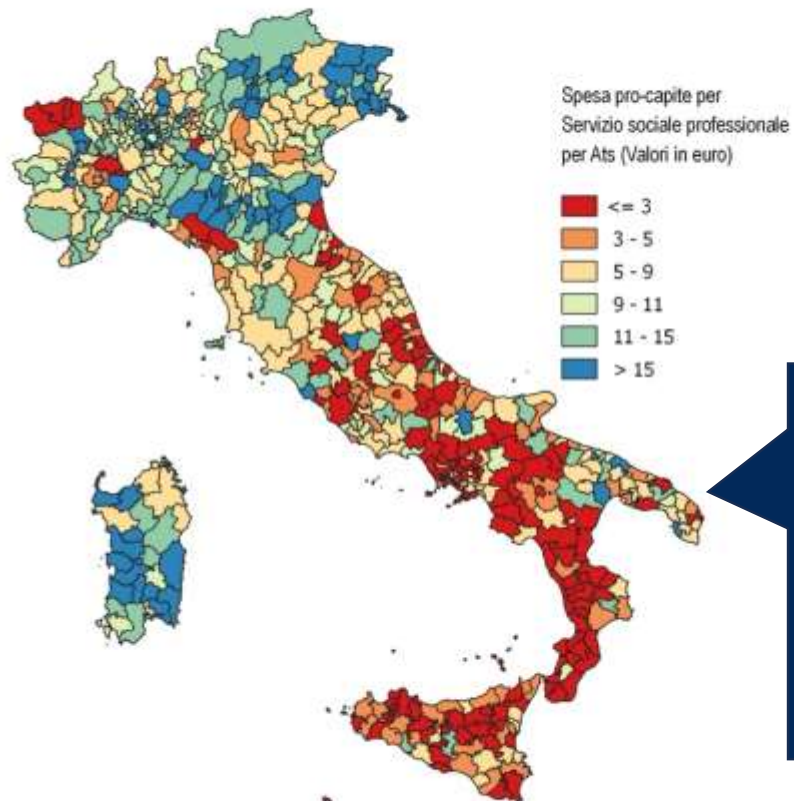 Spesa pro-capite per
Servizio sociale professionale
per Ats (Valori in euro)
<= 3
3 - 5
5 - 9
9 - 11
11 - 15
> 15